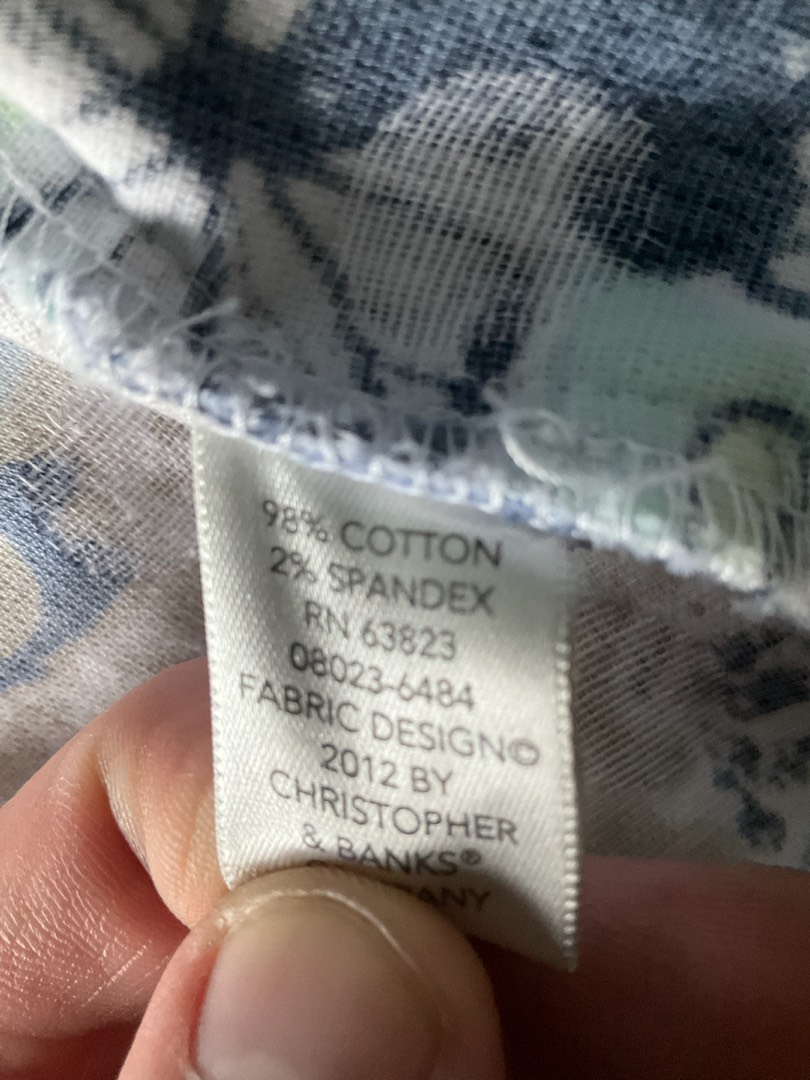 98% COTTON
2% SPANDEX
RN 63823
08023-6484
FABRIC DESIGN©
2012 BY
CHRISTOPHER
& BANKS®